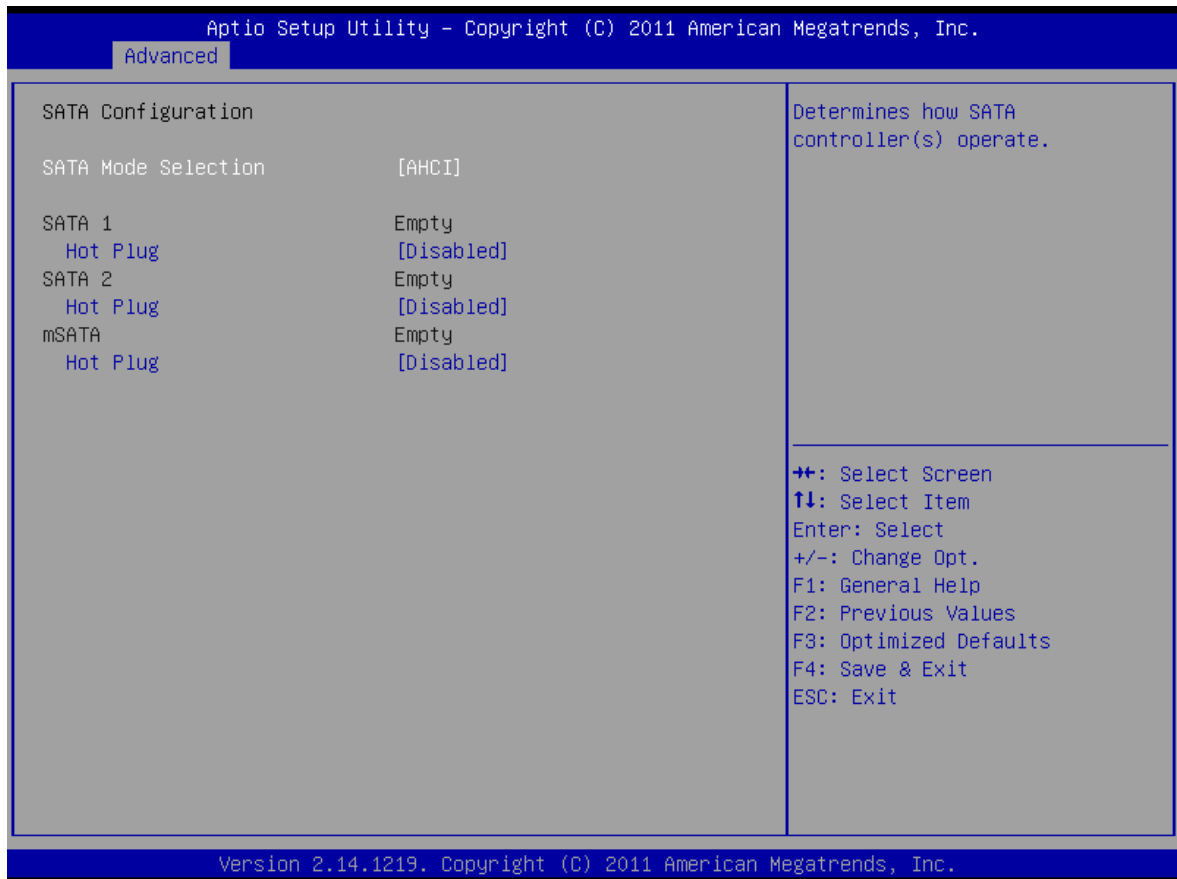 Aptio Setup Utility – Copyright (C) 2011 American Megatrends, Inc.
Advanced
SATA Configuration
SATA Mode Selection [AHCI]
SATA 1 Empty
Hot Plug [Disabled]
SATA 2 Empty
Hot Plug [Disabled]
mSATA Empty
Hot Plug [Disabled]
Determines how SATA
controller(s) operate.
→←: Select Screen
↑↓: Select Item
Enter: Select
+/-: Change Opt.
F1: General Help
F2: Previous Values
F3: Optimized Defaults
F4: Save & Exit
ESC: Exit
Version 2.14.1219. Copyright (C) 2011 American Megatrends, Inc.